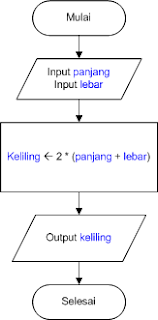 Mulai
Input panjang
Input lebar
Keliling ← 2 * (panjang + lebar)
Output keliling
Selesai